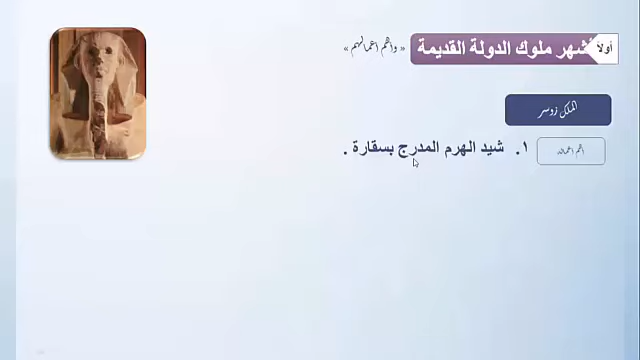 أولاً
أشهر ملوك الدولة القديمة
« وأهم أعمالهم »
الملك زوسر
أهم أعماله
١. شيد الهرم المدرج بسقارة .